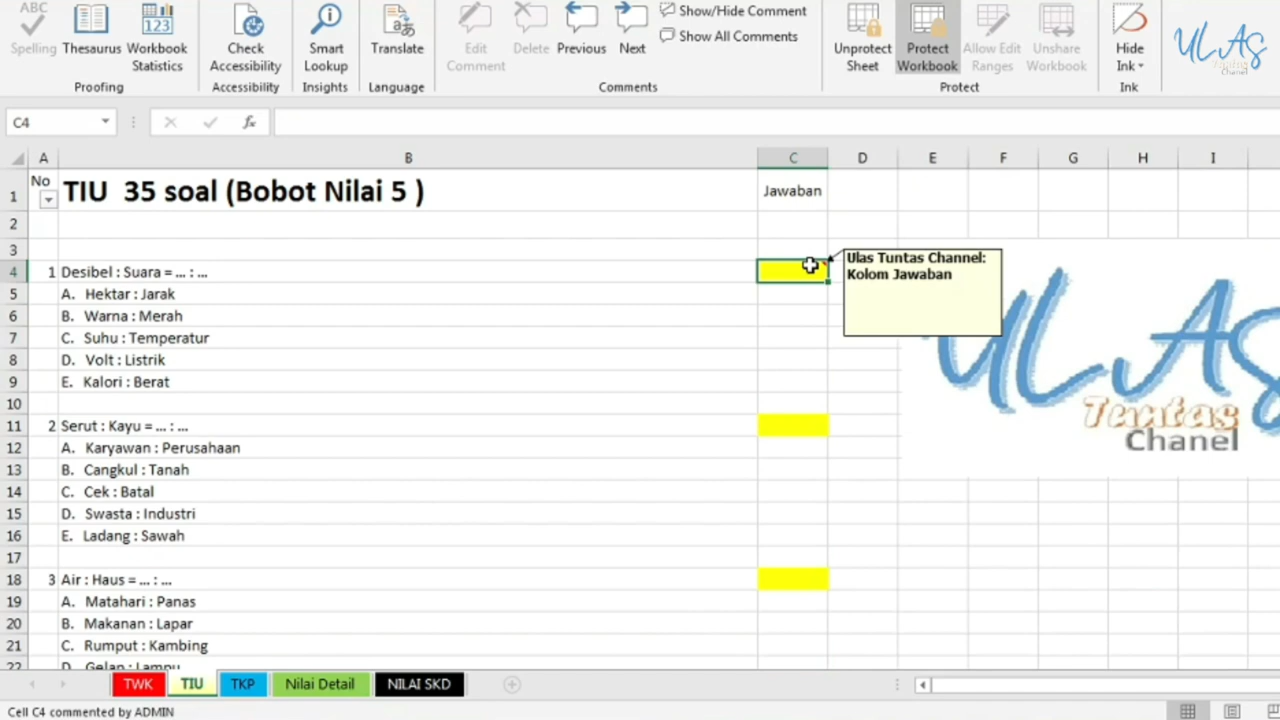 ABC
Spelling
Thesaurus
Workbook
Statistics
Proofing
Check
Accessibility
Accessibility
Smart
Lookup
Insights
Translate
Language
Edit
Comment
Delete
Previous
Next
Show/Hide Comment
Show All Comments
Comments
Unprotect
Sheet
Protect
Workbook
Allow Edit
Ranges
Unshare
Workbook
Protect
Hide
Ink
Ink
ULAS
Tuntas
Chanel
C4
fx
A B C D E F G H I
1 No TIU 35 soal (Bobot Nilai 5 ) Jawaban
2
3
4 1 Desibel : Suara = ... : ...
Ulas Tuntas Channel:
Kolom Jawaban
5 A. Hektar : Jarak
6 B. Warna : Merah
7 C. Suhu : Temperatur
8 D. Volt : Listrik
9 E. Kalori : Berat
10
11 2 Serut : Kayu = ... : ...
12 A. Karyawan : Perusahaan
13 B. Cangkul : Tanah
14 C. Cek : Batal
15 D. Swasta : Industri
16 E. Ladang : Sawah
17
18 3 Air : Haus = ... : ...
19 A. Matahari : Panas
20 B. Makanan : Lapar
21 C. Rumput : Kambing
22 D. Gelap : Lampu
ULAS
Tuntas
Chanel
TWK TIU TKP Nilai Detail NILAI SKD
Cell C4 commented by ADMIN